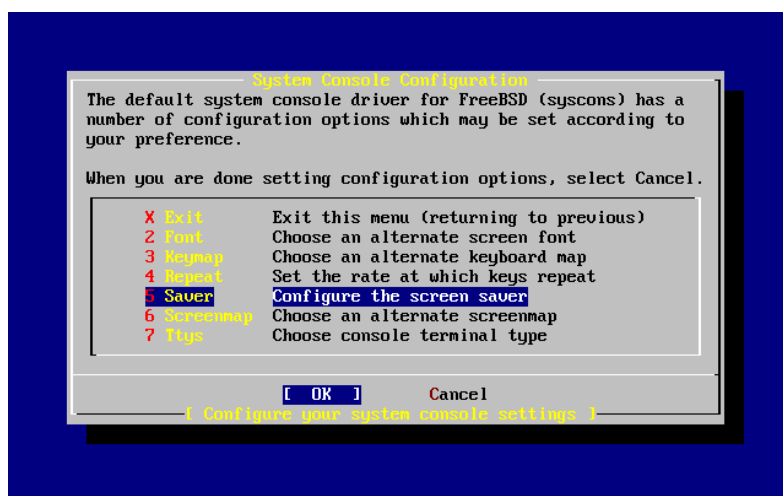 System Console Configuration
The default system console driver for FreeBSD (syscons) has a
number of configuration options which may be set according to
your preference.
When you are done setting configuration options, select Cancel.
X Exit Exit this menu (returning to previous)
2 Font Choose an alternate screen font
3 Keymap Choose an alternate keyboard map
4 Repeat Set the rate at which keys repeat
5 Saver Configure the screen saver
6 Screenmap Choose an alternate screenmap
7 Ttys Choose console terminal type
[ OK ] Cancel
[ Configure your system console settings ]